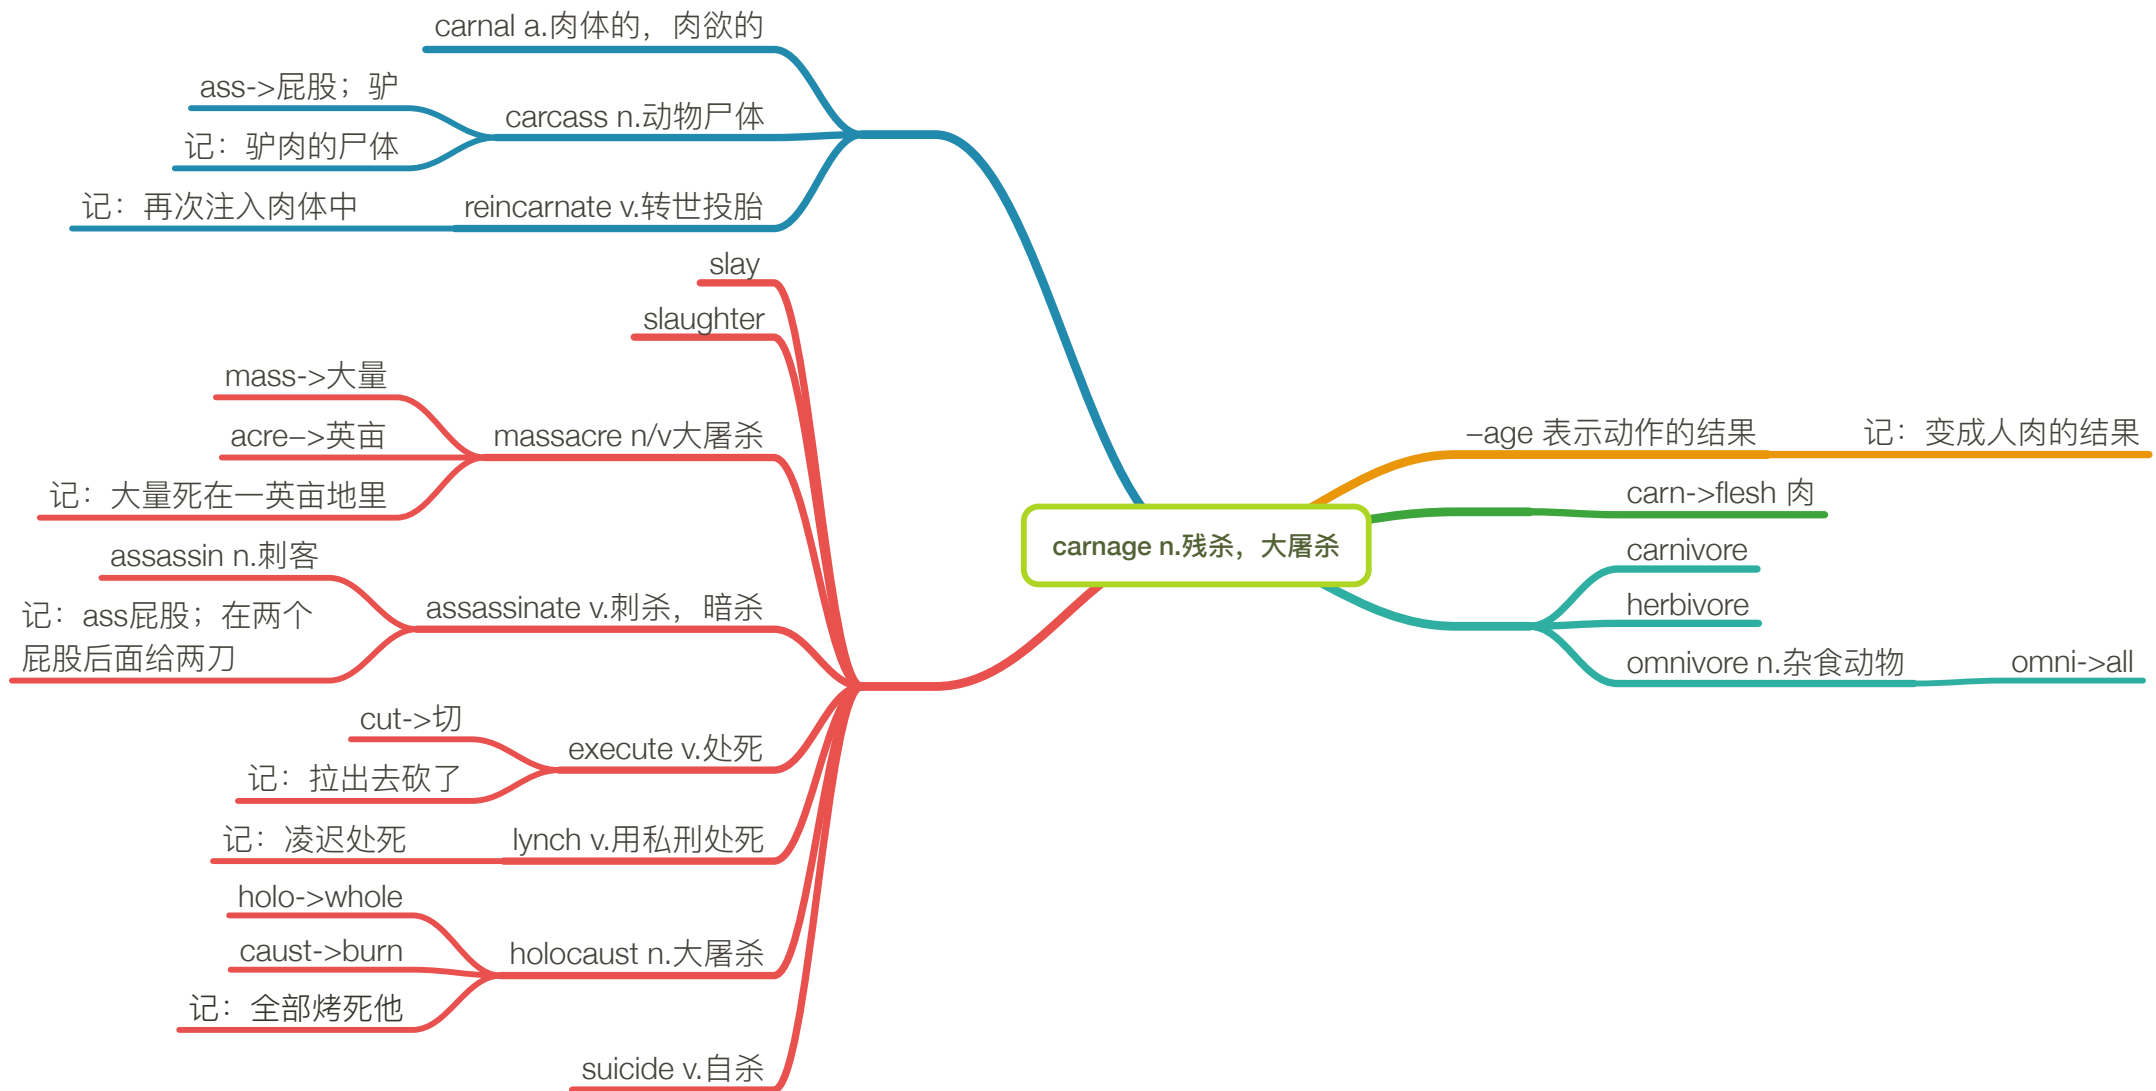 carnal a.肉体的，肉欲的
ass->屁股；驴
carcass n.动物尸体
记：驴肉的尸体
记：再次注入肉体中
reincarnate v.转世投胎
slay
slaughter
mass->大量
acre–>英亩
massacre n/v大屠杀
记：大量死在一英亩地里
assassin n.刺客
assassinate v.刺杀，暗杀
记：ass屁股；在两个
屁股后面给两刀
cut->切
execute v.处死
记：拉出去砍了
记：凌迟处死
lynch v.用私刑处死
holo->whole
caust->burn
holocaust n.大屠杀
记：全部烤死他
suicide v.自杀
carnage n.残杀，大屠杀
–age 表示动作的结果
记：变成人肉的结果
carn->flesh 肉
carnivore
herbivore
omnivore n.杂食动物
omni->all